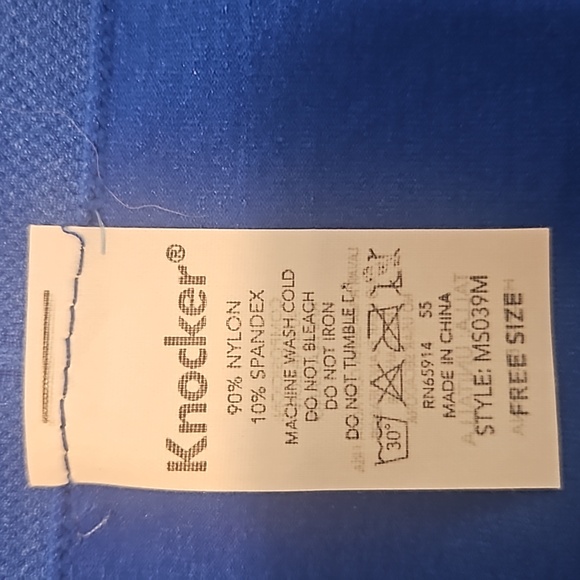 Knocker®
90% NYLON
10% SPANDEX
MACHINE WASH COLD
DO NOT BLEACH
DO NOT IRON
DO NOT TUMBLE
30°
RN65914 55
MADE IN CHINA
STYLE: MS039M
FREE SIZE